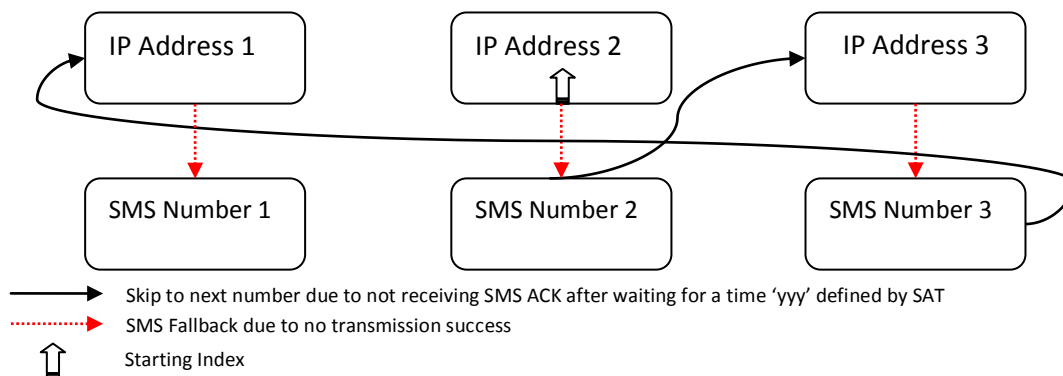 IP Address 1
IP Address 2
IP Address 3
SMS Number 1
SMS Number 2
SMS Number 3
Skip to next number due to not receiving SMS ACK after waiting for a time ‘yyy’ defined by SAT
SMS Fallback due to no transmission success
Starting Index